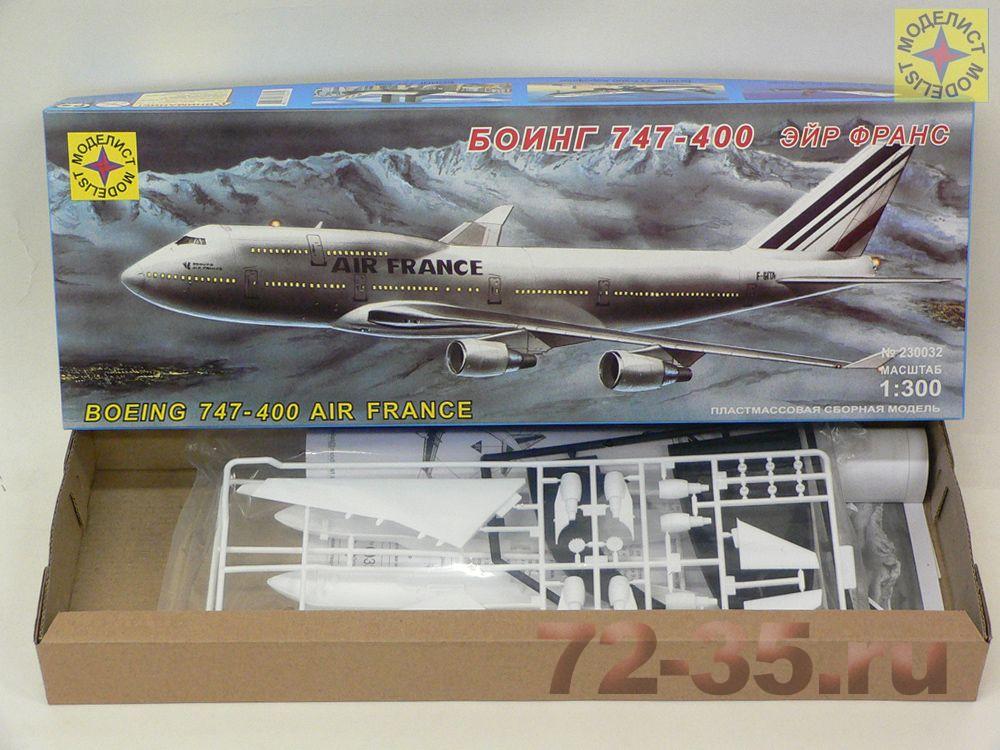 МОДЕЛИСТ
MODELIST
МОДЕЛИСТ
MODELIST
БОИНГ 747-400 ЭЙР ФРАНС
AIR FRANCE
F-GITA
№ 230032
МАСШТАБ
1:300
ПЛАСТМАССОВАЯ СБОРНАЯ МОДЕЛЬ
BOEING 747-400 AIR FRANCE
72-35.ru